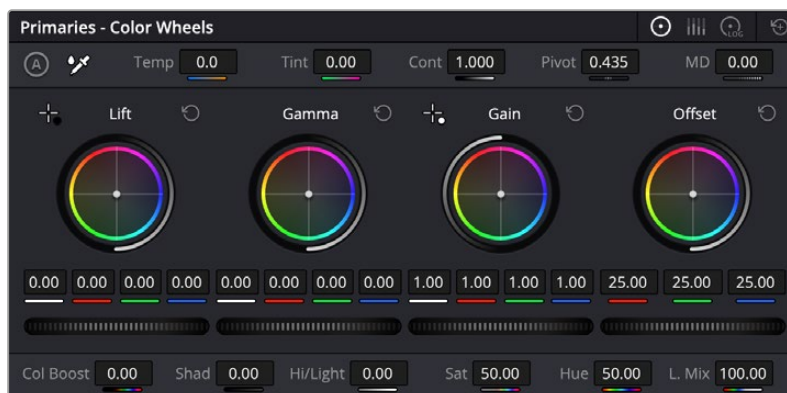 Primaries - Color Wheels
LOG
A Temp 0.0 Tint 0.00 Cont 1.000 Pivot 0.435 MD 0.00
Lift Gamma Gain Offset
0.00 0.00 0.00 0.00 0.00 0.00 0.00 0.00 1.00 1.00 1.00 1.00 25.00 25.00 25.00
Col Boost 0.00 Shad 0.00 Hi/Light 0.00 Sat 50.00 Hue 50.00 L. Mix 100.00